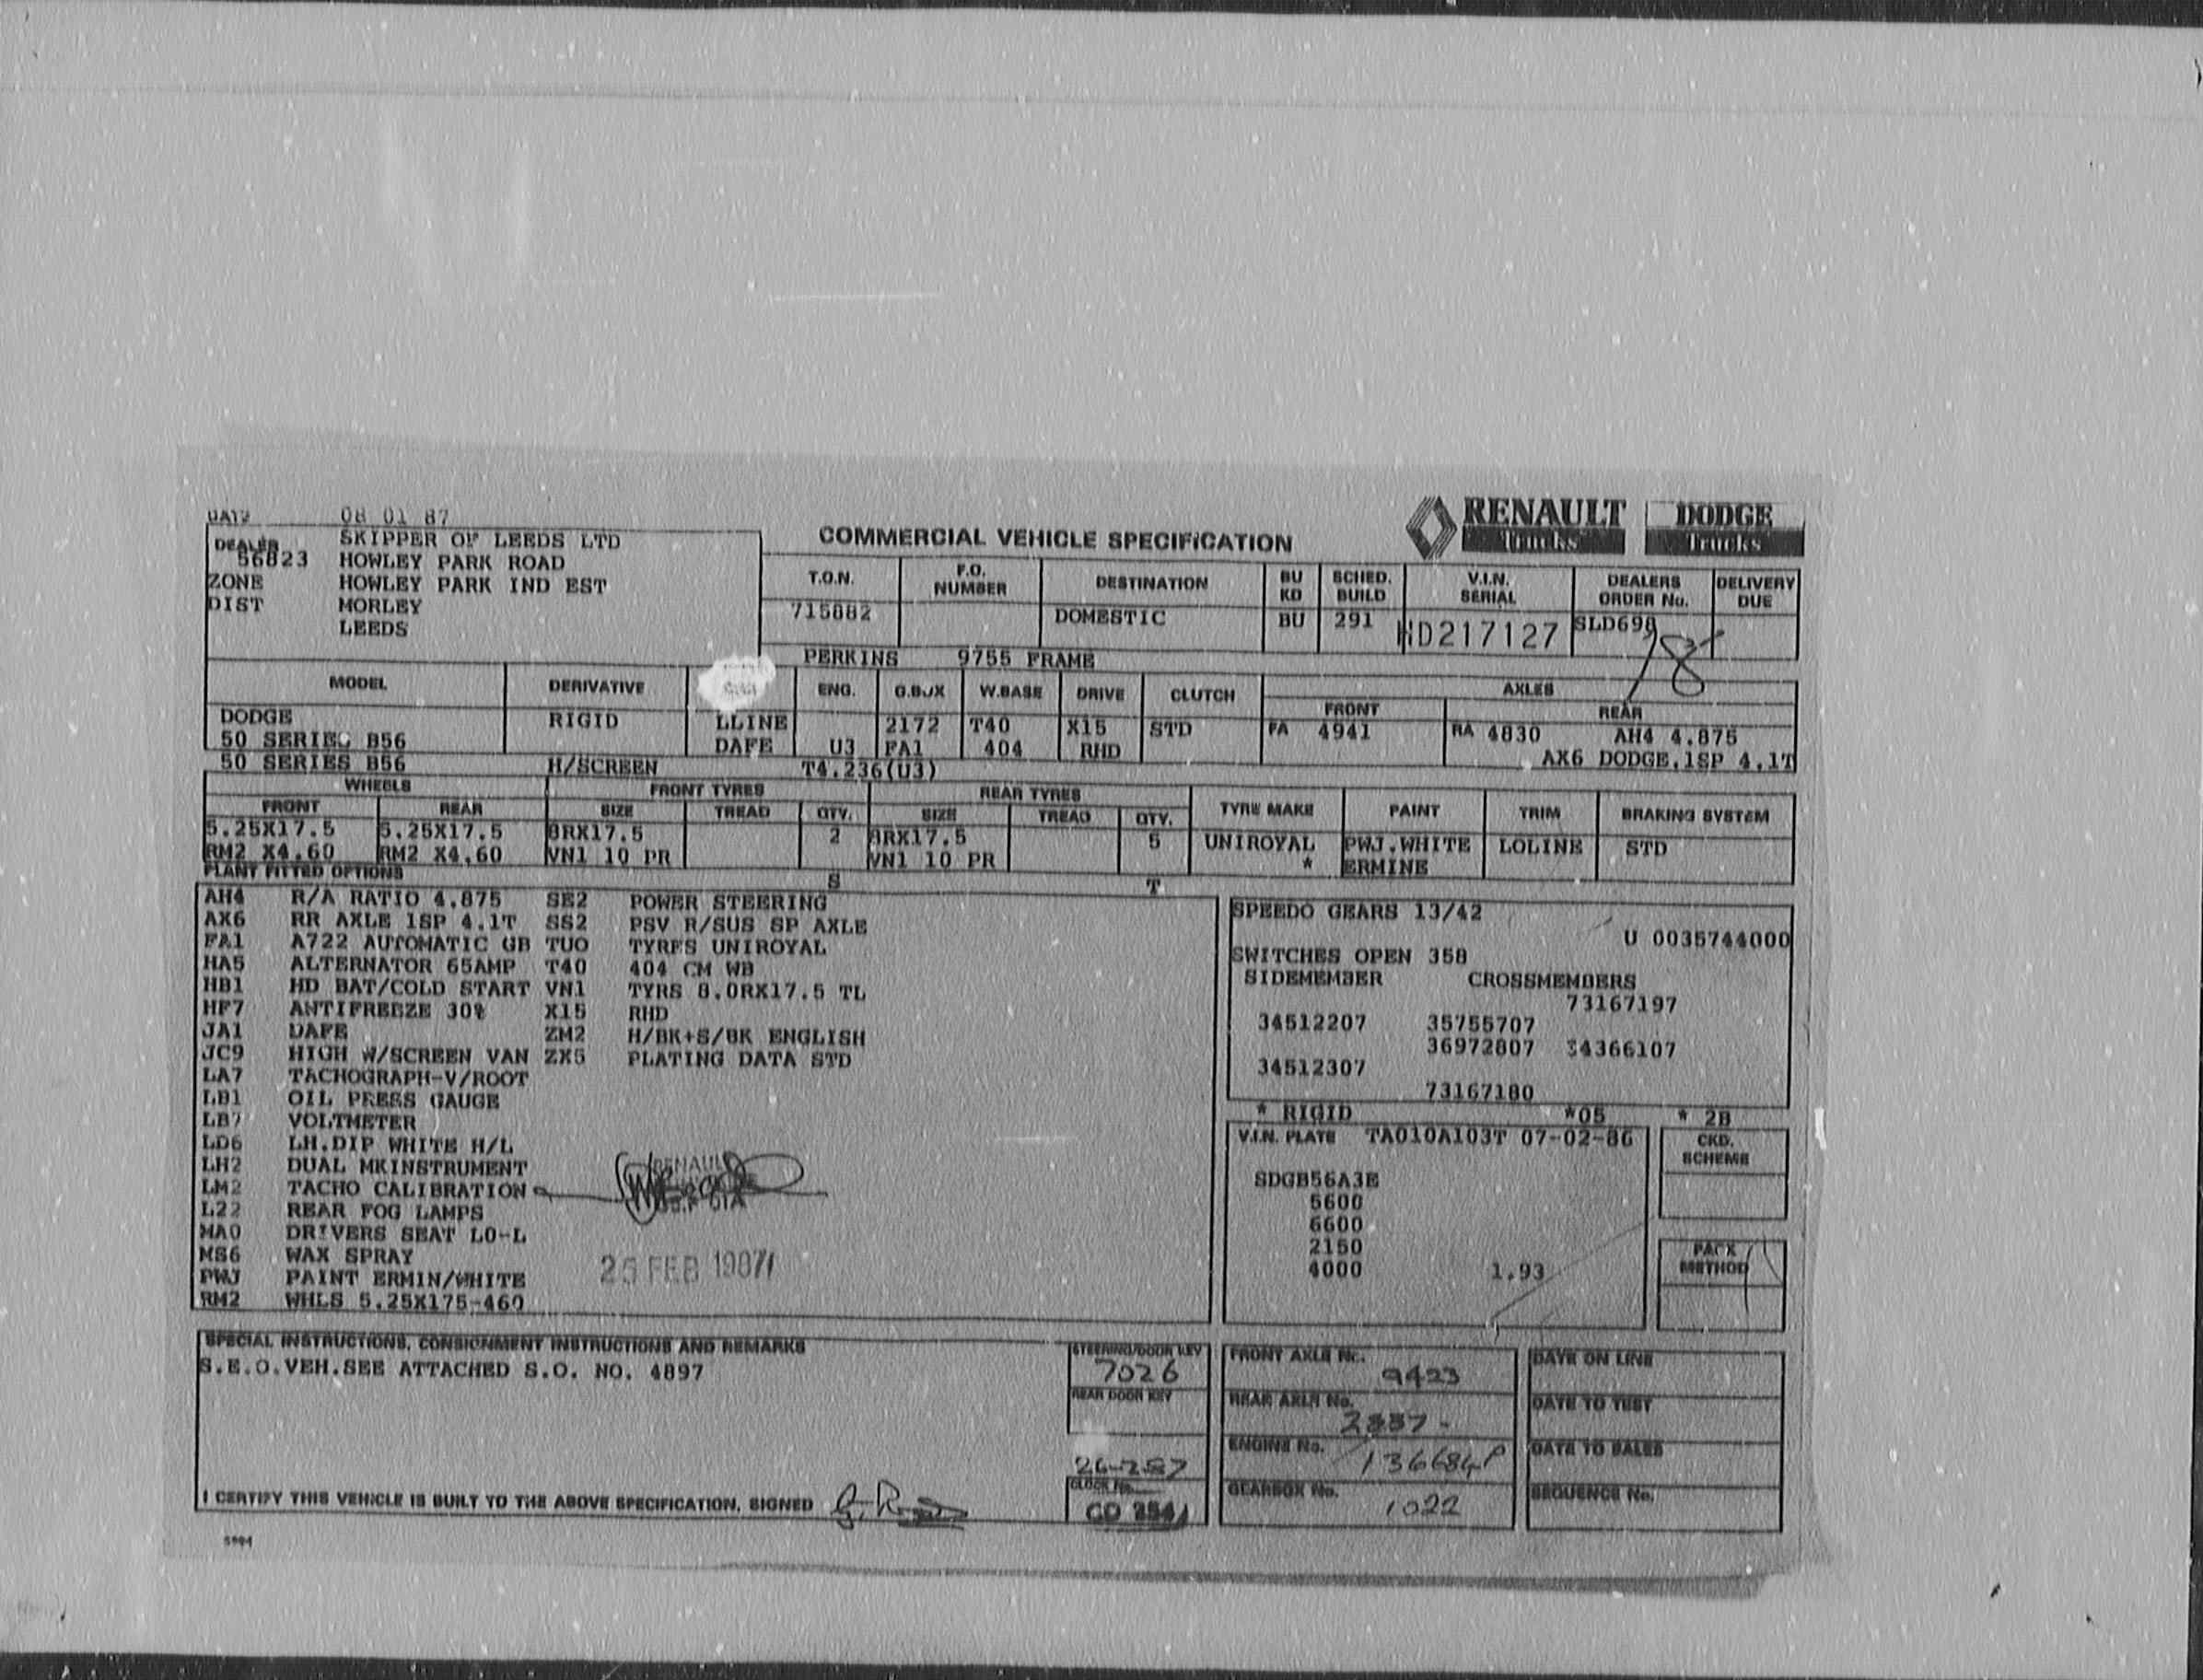 DATE 08 01 87
DEALER SKIPPER OF LEEDS LTD
56823 HOWLEY PARK ROAD
ZONE HOWLEY PARK IND EST
DIST MORLEY
LEEDS
COMMERCIAL VEHICLE SPECIFICATION
RENAULT Trucks
DODGE Trucks
T.O.N. F.O. NUMBER DESTINATION BU KD SCHED. BUILD V.I.N. SERIAL DEALERS ORDER No. DELIVERY DUE
715882 DOMESTIC BU 291 HD217127 SLD698
PERKINS 9755 FRAME
MODEL DERIVATIVE ENG. G.BOX W.BASE DRIVE CLUTCH AXLES
FRONT REAR
DODGE RIGID LLINE 2172 T40 X15 STD FA 4941 RA 4830 AH4 4.875
50 SERIES B56 DAFE U3 FA1 404 RHD AX6 DODGE,1SP 4.1T
50 SERIES B56 H/SCREEN T4.236(U3)
WHEELS FRONT TYRES REAR TYRES TYRE MAKE PAINT TRIM BRAKING SYSTEM
FRONT REAR SIZE TREAD QTY. SIZE TREAD QTY.
5.25X17.5 5.25X17.5 8RX17.5 2 8RX17.5 5 UNIROYAL PWJ.WHITE LOLINE STD
RM2 X4.60 RM2 X4.60 VN1 10 PR VN1 10 PR * ERMINE
PLANT FITTED OPTIONS S T
AH4 R/A RATIO 4.875 SE2 POWER STEERING
AX6 RR AXLE 1SP 4.1T SS2 PSV R/SUS SP AXLE
FA1 A722 AUTOMATIC GB TUO TYRES UNIROYAL
HA5 ALTERNATOR 65AMP T40 404 CM WB
HB1 HD BAT/COLD START VN1 TYRS 8.0RX17.5 TL
HF7 ANTIFREEZE 30% X15 RHD
JA1 DAFE ZM2 H/BK+S/BK ENGLISH
JC9 HIGH W/SCREEN VAN ZX5 PLATING DATA STD
LA7 TACHOGRAPH-V/ROOT
LB1 OIL PRESS GAUGE
LB7 VOLTMETER
LD6 LH.DIP WHITE H/L
LH2 DUAL MKINSTRUMENT
LM2 TACHO CALIBRATION
L22 REAR FOG LAMPS
MA0 DRIVERS SEAT LO-L
MS6 WAX SPRAY
PWJ PAINT ERMIN/WHITE
RM2 WHLS 5.25X175-460
RENAULT
25 FEB 1987
SPEEDO GEARS 13/42
U 0035744000
SWITCHES OPEN 358
SIDEMEMBER CROSSMEMBERS
73167197
34512207 35755707
36972807 34366107
34512307
73167180
* RIGID *05 * 2B
V.I.N. PLATE TA010A103T 07-02-86
CKD. SCHEME
SDGB56A3E
5600
6600
2150
4000 1.93
PACK METHOD
SPECIAL INSTRUCTIONS, CONSIGNMENT INSTRUCTIONS AND REMARKS
S.E.O.VEH.SEE ATTACHED S.O. NO. 4897
STEERING/DOOR KEY
7026
REAR DOOR KEY
26-2-87
CLOCK No.
CD 254
FRONT AXLE No. 9423
REAR AXLE No. 2337-
ENGINE No. 136684P
GEARBOX No. 1022
DATE ON LINE
DATE TO TEST
DATE TO SALES
SEQUENCE No.
I CERTIFY THIS VEHICLE IS BUILT TO THE ABOVE SPECIFICATION, SIGNED